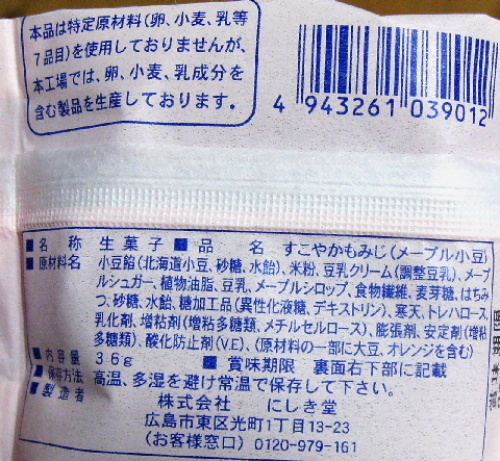 本品は特定原材料(卵、小麦、乳等
7品目)を使用しておりませんが、
本工場では、卵、小麦、乳成分を
含む製品を生産しております。
4 943261 039012
■名 称 生菓子 ■品 名 すこやかもみじ(メープル小豆)
■原材料名 小豆餡(北海道小豆、砂糖、水飴)、米粉、豆乳クリーム(調整豆乳)、メープ
ルシュガー、植物油脂、豆乳、メープルシロップ、食物繊維、麦芽糖、はちみ
つ、砂糖、水飴、糖加工品(異性化液糖、デキストリン)、寒天、トレハロース、
乳化剤、増粘剤(増粘多糖類、メチルセルロース)、膨張剤、安定剤(増粘
多糖類)、酸化防止剤(V.E)、(原材料の一部に大豆、オレンジを含む)
■内容量 36g ■賞味期限 裏面右下部に記載
■保存方法 高温、多湿を避け常温で保存して下さい。
■製造者 株式会社 にしき堂
広島市東区光町1丁目13-23
(お客様窓口) 0120-979-161